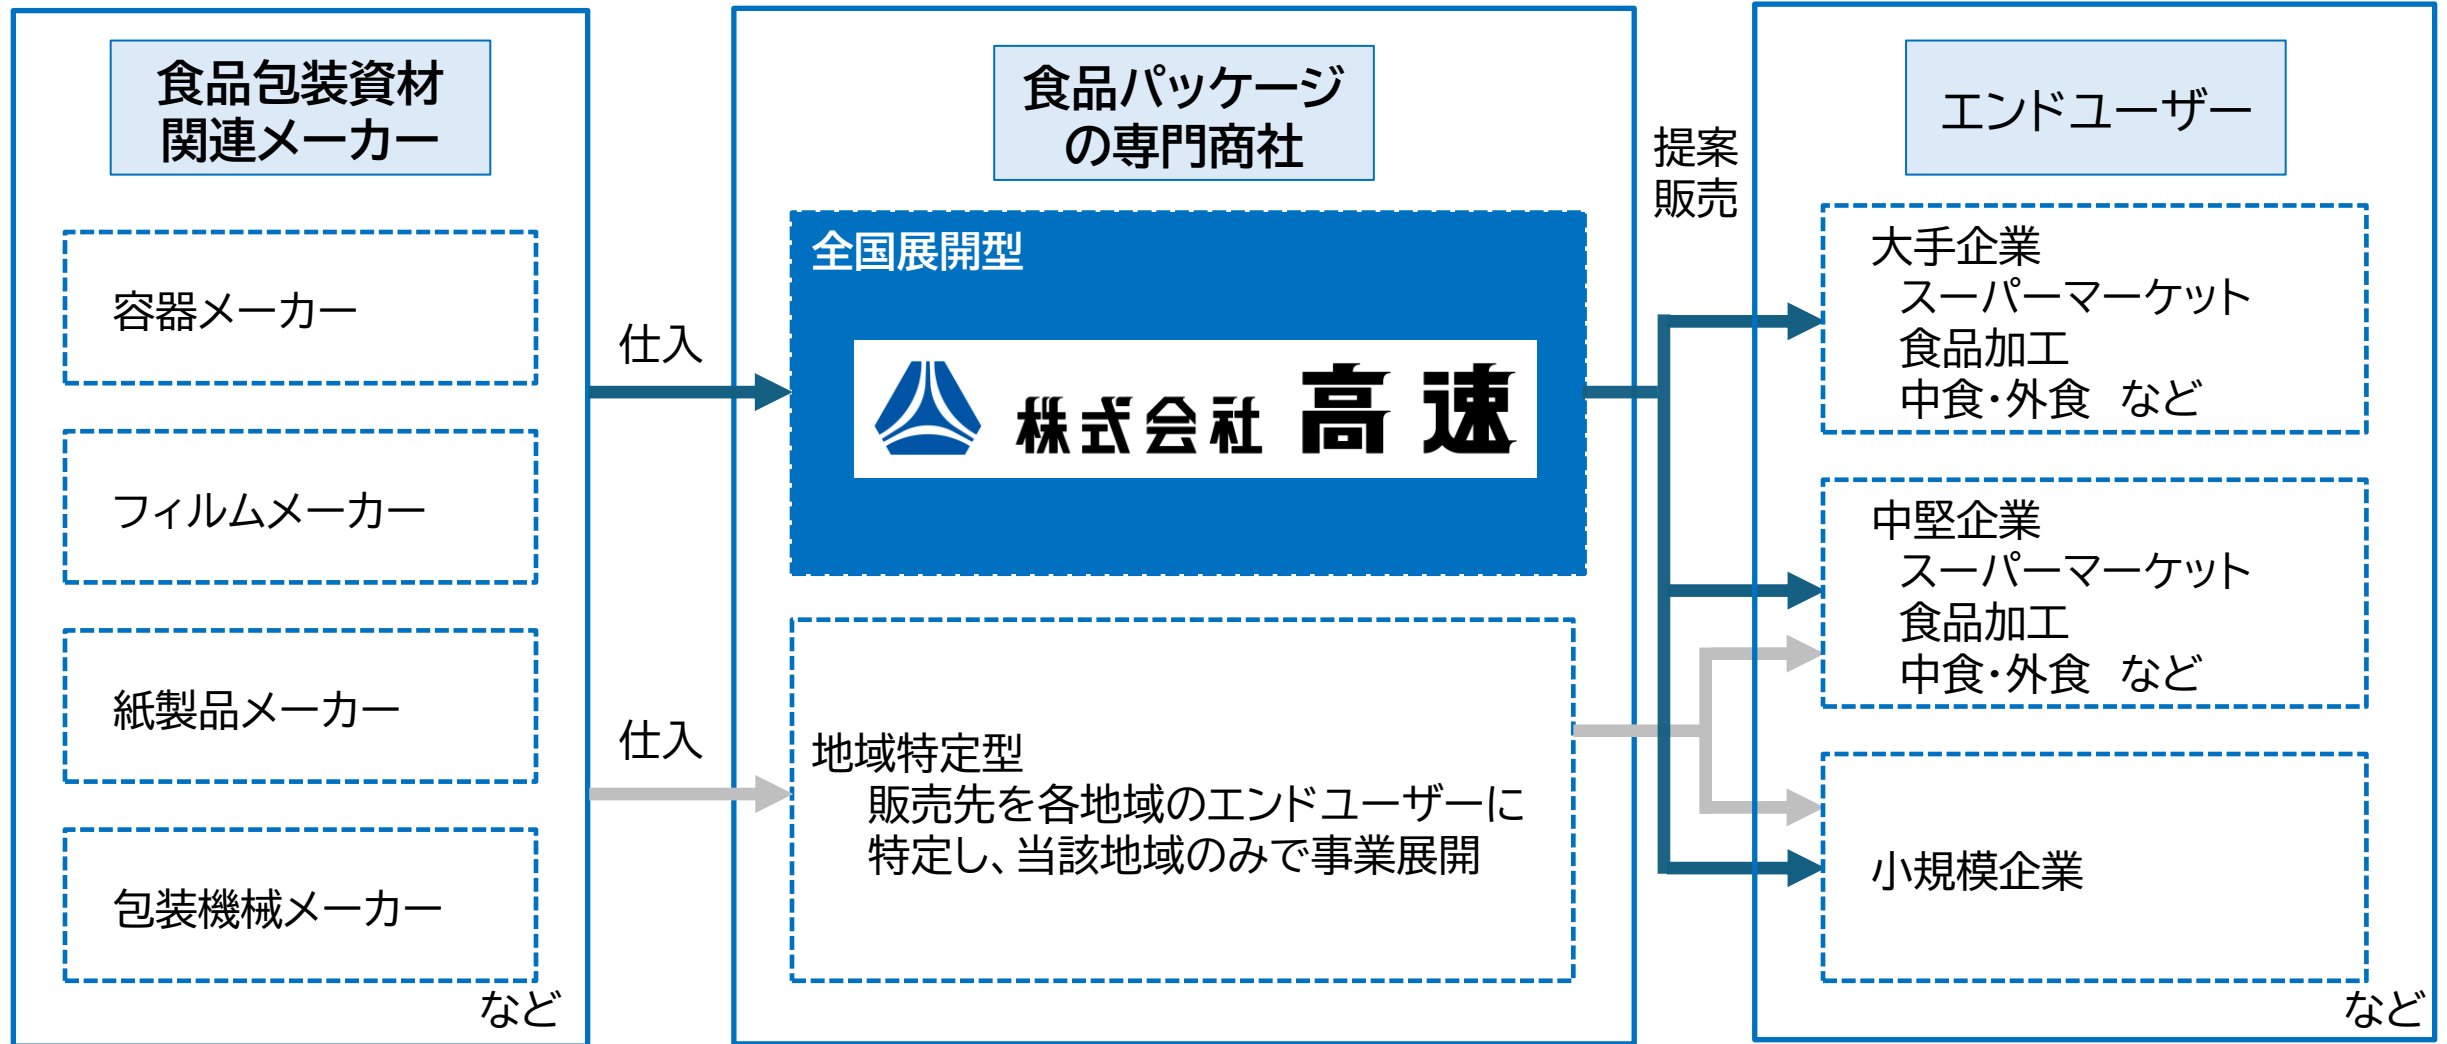 食品包装資材
関連メーカー
容器メーカー
フィルムメーカー
紙製品メーカー
包装機械メーカー
など
仕入
仕入
食品パッケージ
の専門商社
全国展開型
株式会社 高速
地域特定型
販売先を各地域のエンドユーザーに
特定し、当該地域のみで事業展開
提案
販売
エンドユーザー
大手企業
スーパーマーケット
食品加工
中食・外食　など
中堅企業
スーパーマーケット
食品加工
中食・外食　など
小規模企業
など